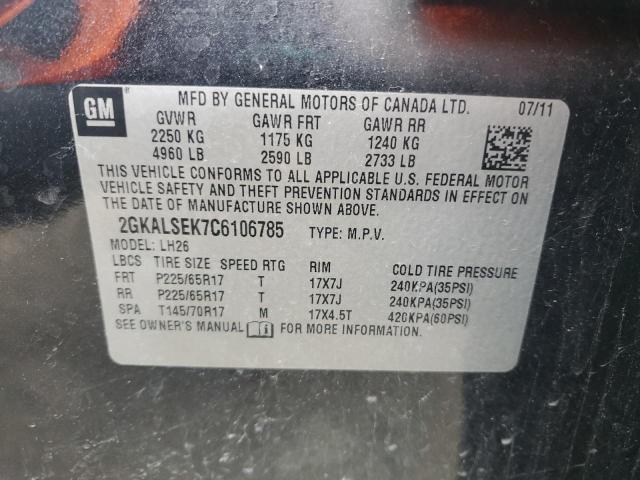 GM
MFD BY GENERAL MOTORS OF CANADA LTD. 07/11
GVWR GAWR FRT GAWR RR
2250 KG 1175 KG 1240 KG
4960 LB 2590 LB 2733 LB
THIS VEHICLE CONFORMS TO ALL APPLICABLE U.S. FEDERAL MOTOR
VEHICLE SAFETY AND THEFT PREVENTION STANDARDS IN EFFECT ON
THE DATE OF MANUFACTURE SHOWN ABOVE.
2GKALSEK7C6106785 TYPE: M.P.V.
MODEL: LH26
LBCS TIRE SIZE SPEED RTG RIM COLD TIRE PRESSURE
FRT P225/65R17 T 17X7J 240KPA(35PSI)
RR P225/65R17 T 17X7J 240KPA(35PSI)
SPA T145/70R17 M 17X4.5T 420KPA(60PSI)
SEE OWNER'S MANUAL FOR MORE INFORMATION.